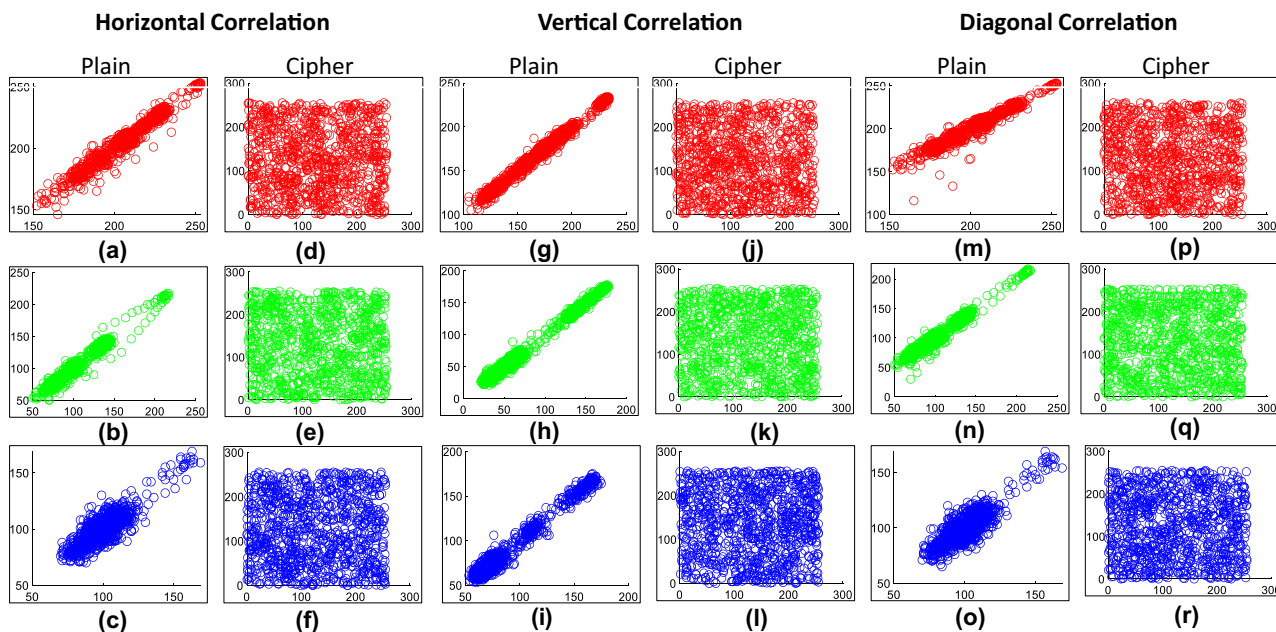 Horizontal Correlation Vertical Correlation Diagonal Correlation
Plain Cipher Plain Cipher Plain Cipher
250 200 150 150 200 250
(a)
300 200 100 0 0 100 200 300
(d)
250 200 150 100 100 150 200 250
(g)
300 200 100 0 0 100 200 300
(j)
250 200 150 100 150 200 250
(m)
300 200 100 0 0 100 200 300
(p)
250 200 150 100 50 50 100 150 200 250
(b)
300 200 100 0 0 100 200 300
(e)
200 150 100 50 0 0 50 100 150 200
(h)
300 200 100 0 0 100 200 300
(k)
200 150 100 50 0 50 100 150 200 250
(n)
300 200 100 0 0 100 200 300
(q)
150 100 50 50 100 150
(c)
300 200 100 0 0 100 200 300
(f)
200 150 100 50 50 100 150 200
(i)
300 200 100 0 0 100 200 300
(l)
150 100 50 50 100 150
(o)
300 200 100 0 0 100 200 300
(r)